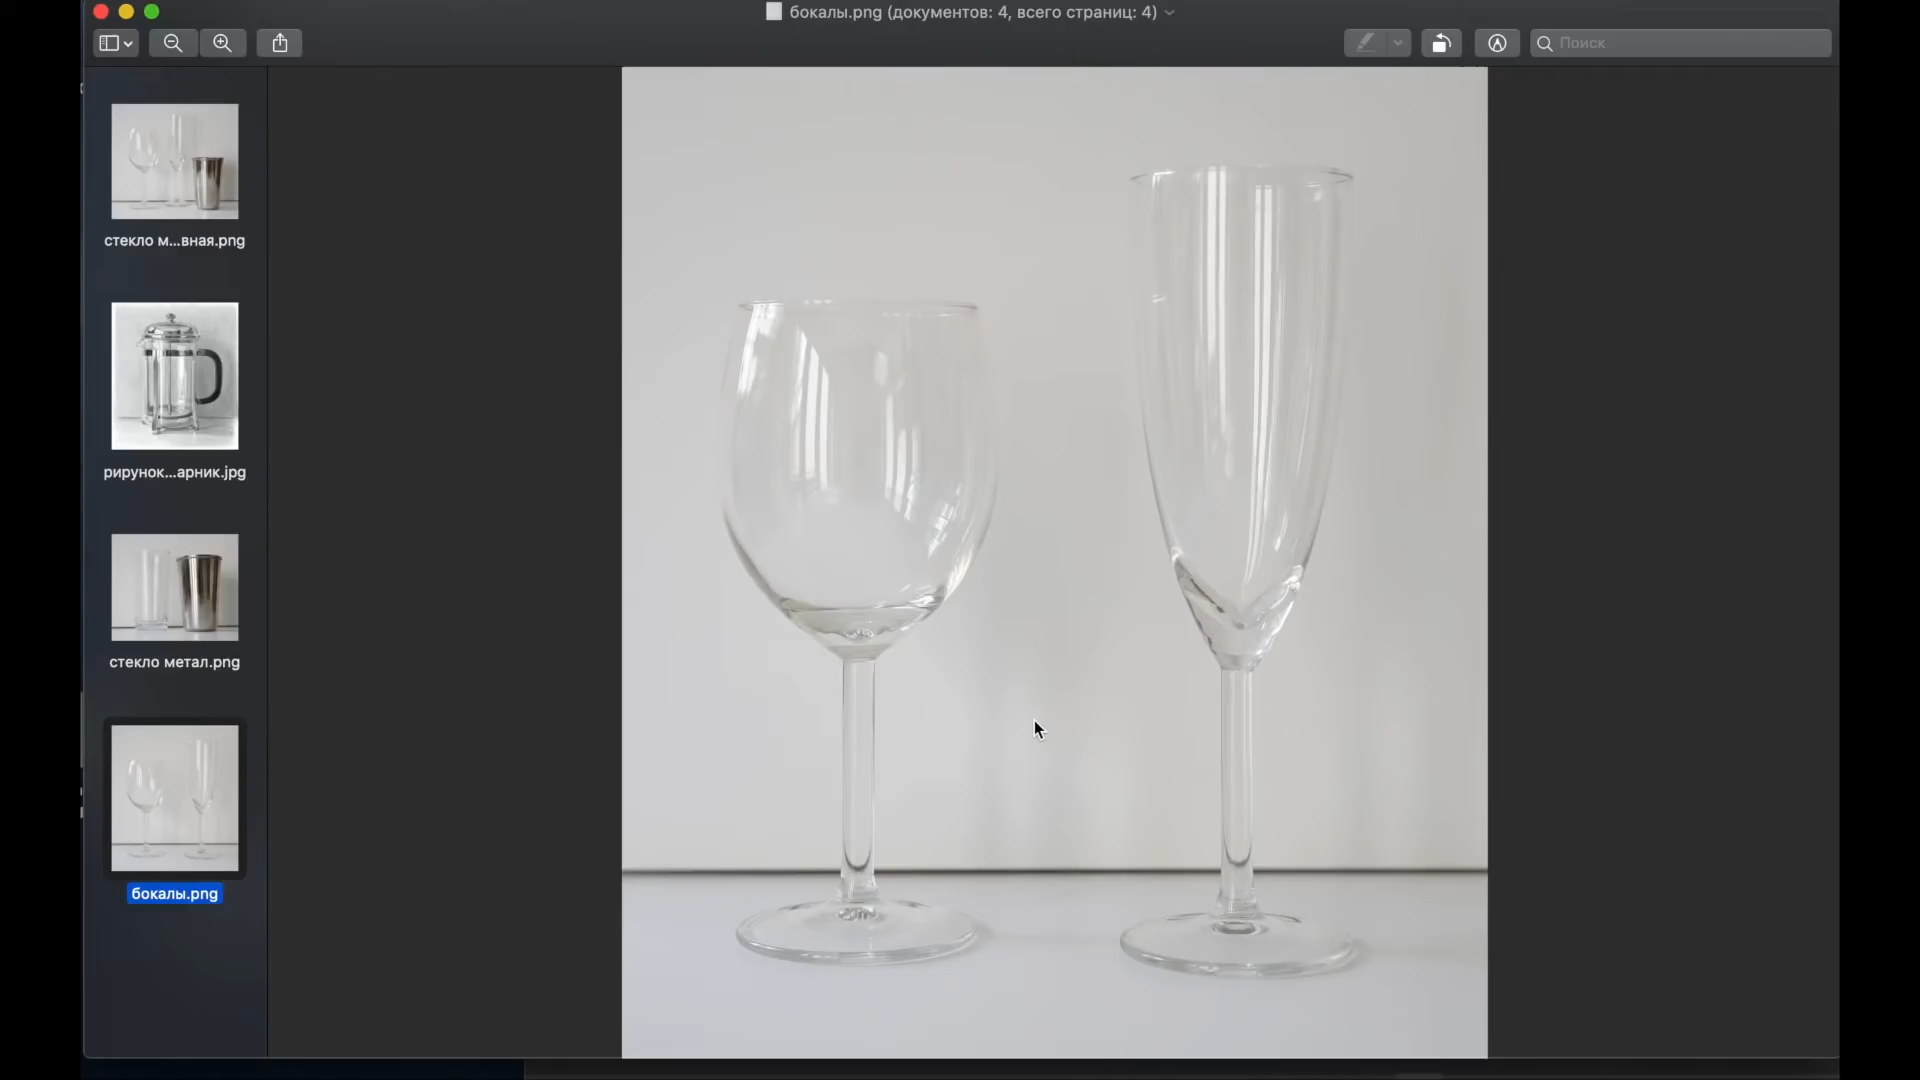 бокалы.png (документов: 4, всего страниц: 4)
Поиск
стекло м...вная.png
рирунок...арник.jpg
стекло метал.png
бокалы.png